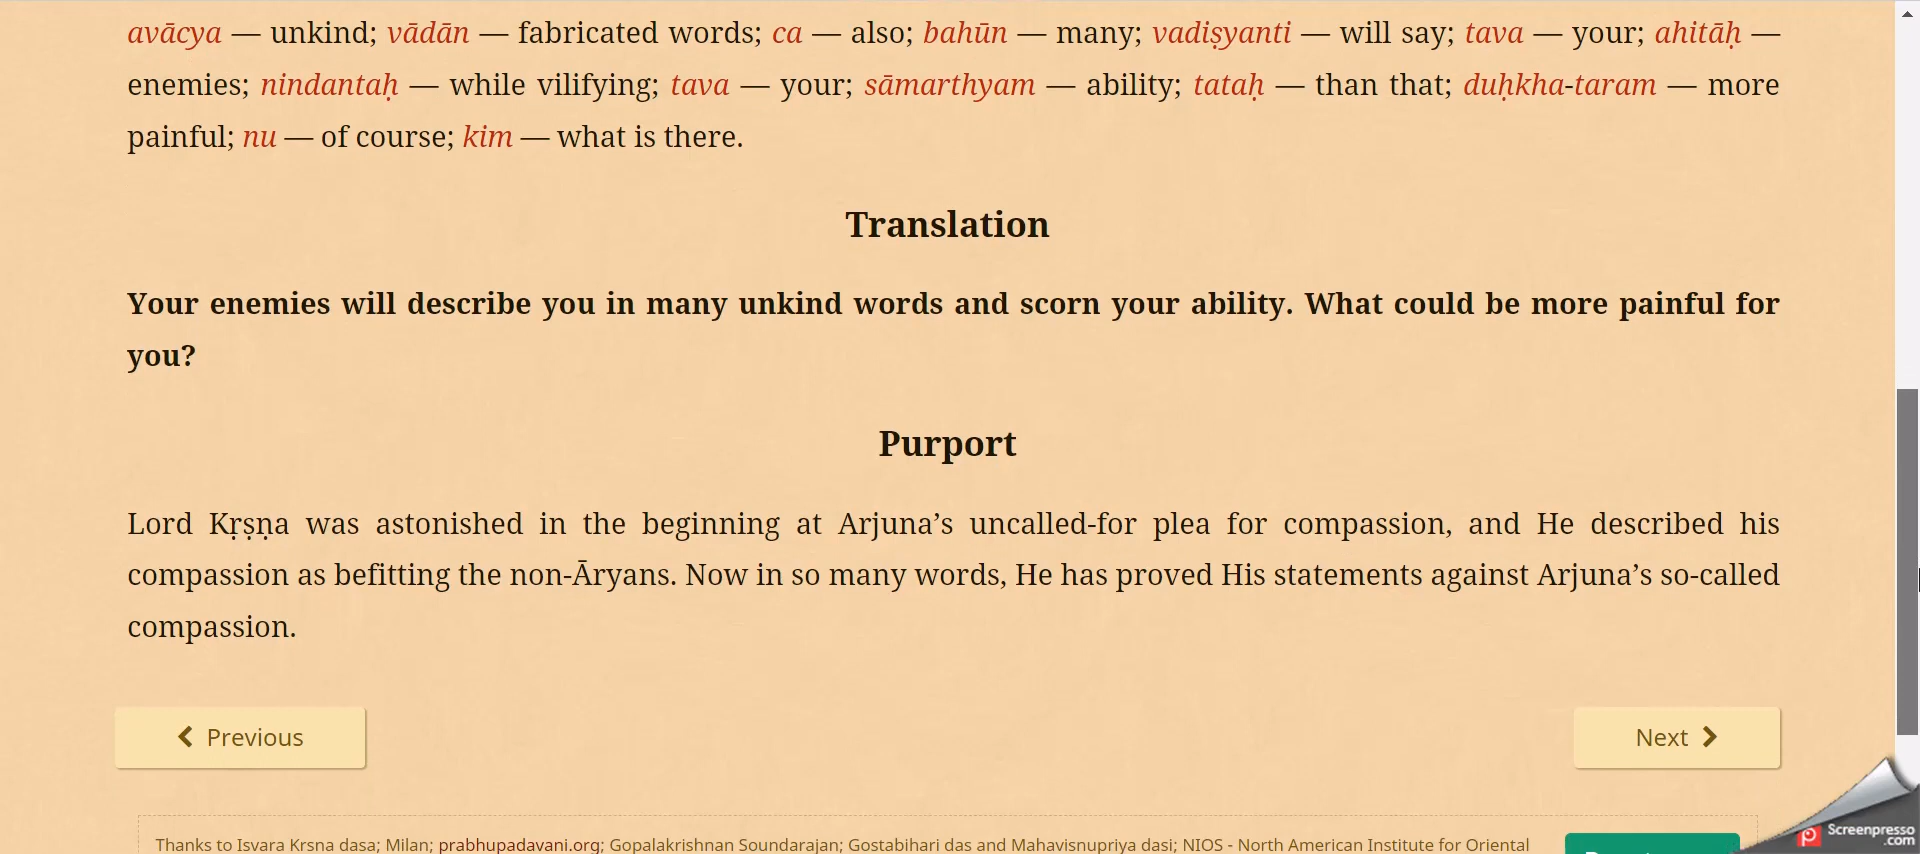 avācya — unkind; vādān — fabricated words; ca — also; bahūn — many; vadiṣyanti — will say; tava — your; ahitāḥ —
enemies; nindantaḥ — while vilifying; tava — your; sāmarthyam — ability; tataḥ — than that; duḥkha-taram — more
painful; nu — of course; kim — what is there.
Translation
Your enemies will describe you in many unkind words and scorn your ability. What could be more painful for
you?
Purport
Lord Kṛṣṇa was astonished in the beginning at Arjuna’s uncalled-for plea for compassion, and He described his
compassion as befitting the non-Āryans. Now in so many words, He has proved His statements against Arjuna’s so-called
compassion.
Previous
Next
Thanks to Isvara Krsna dasa; Milan; prabhupadavani.org; Gopalakrishnan Soundarajan; Gostabihari das and Mahavisnupriya dasi; NIOS - North American Institute for Oriental
Screenpresso
.com